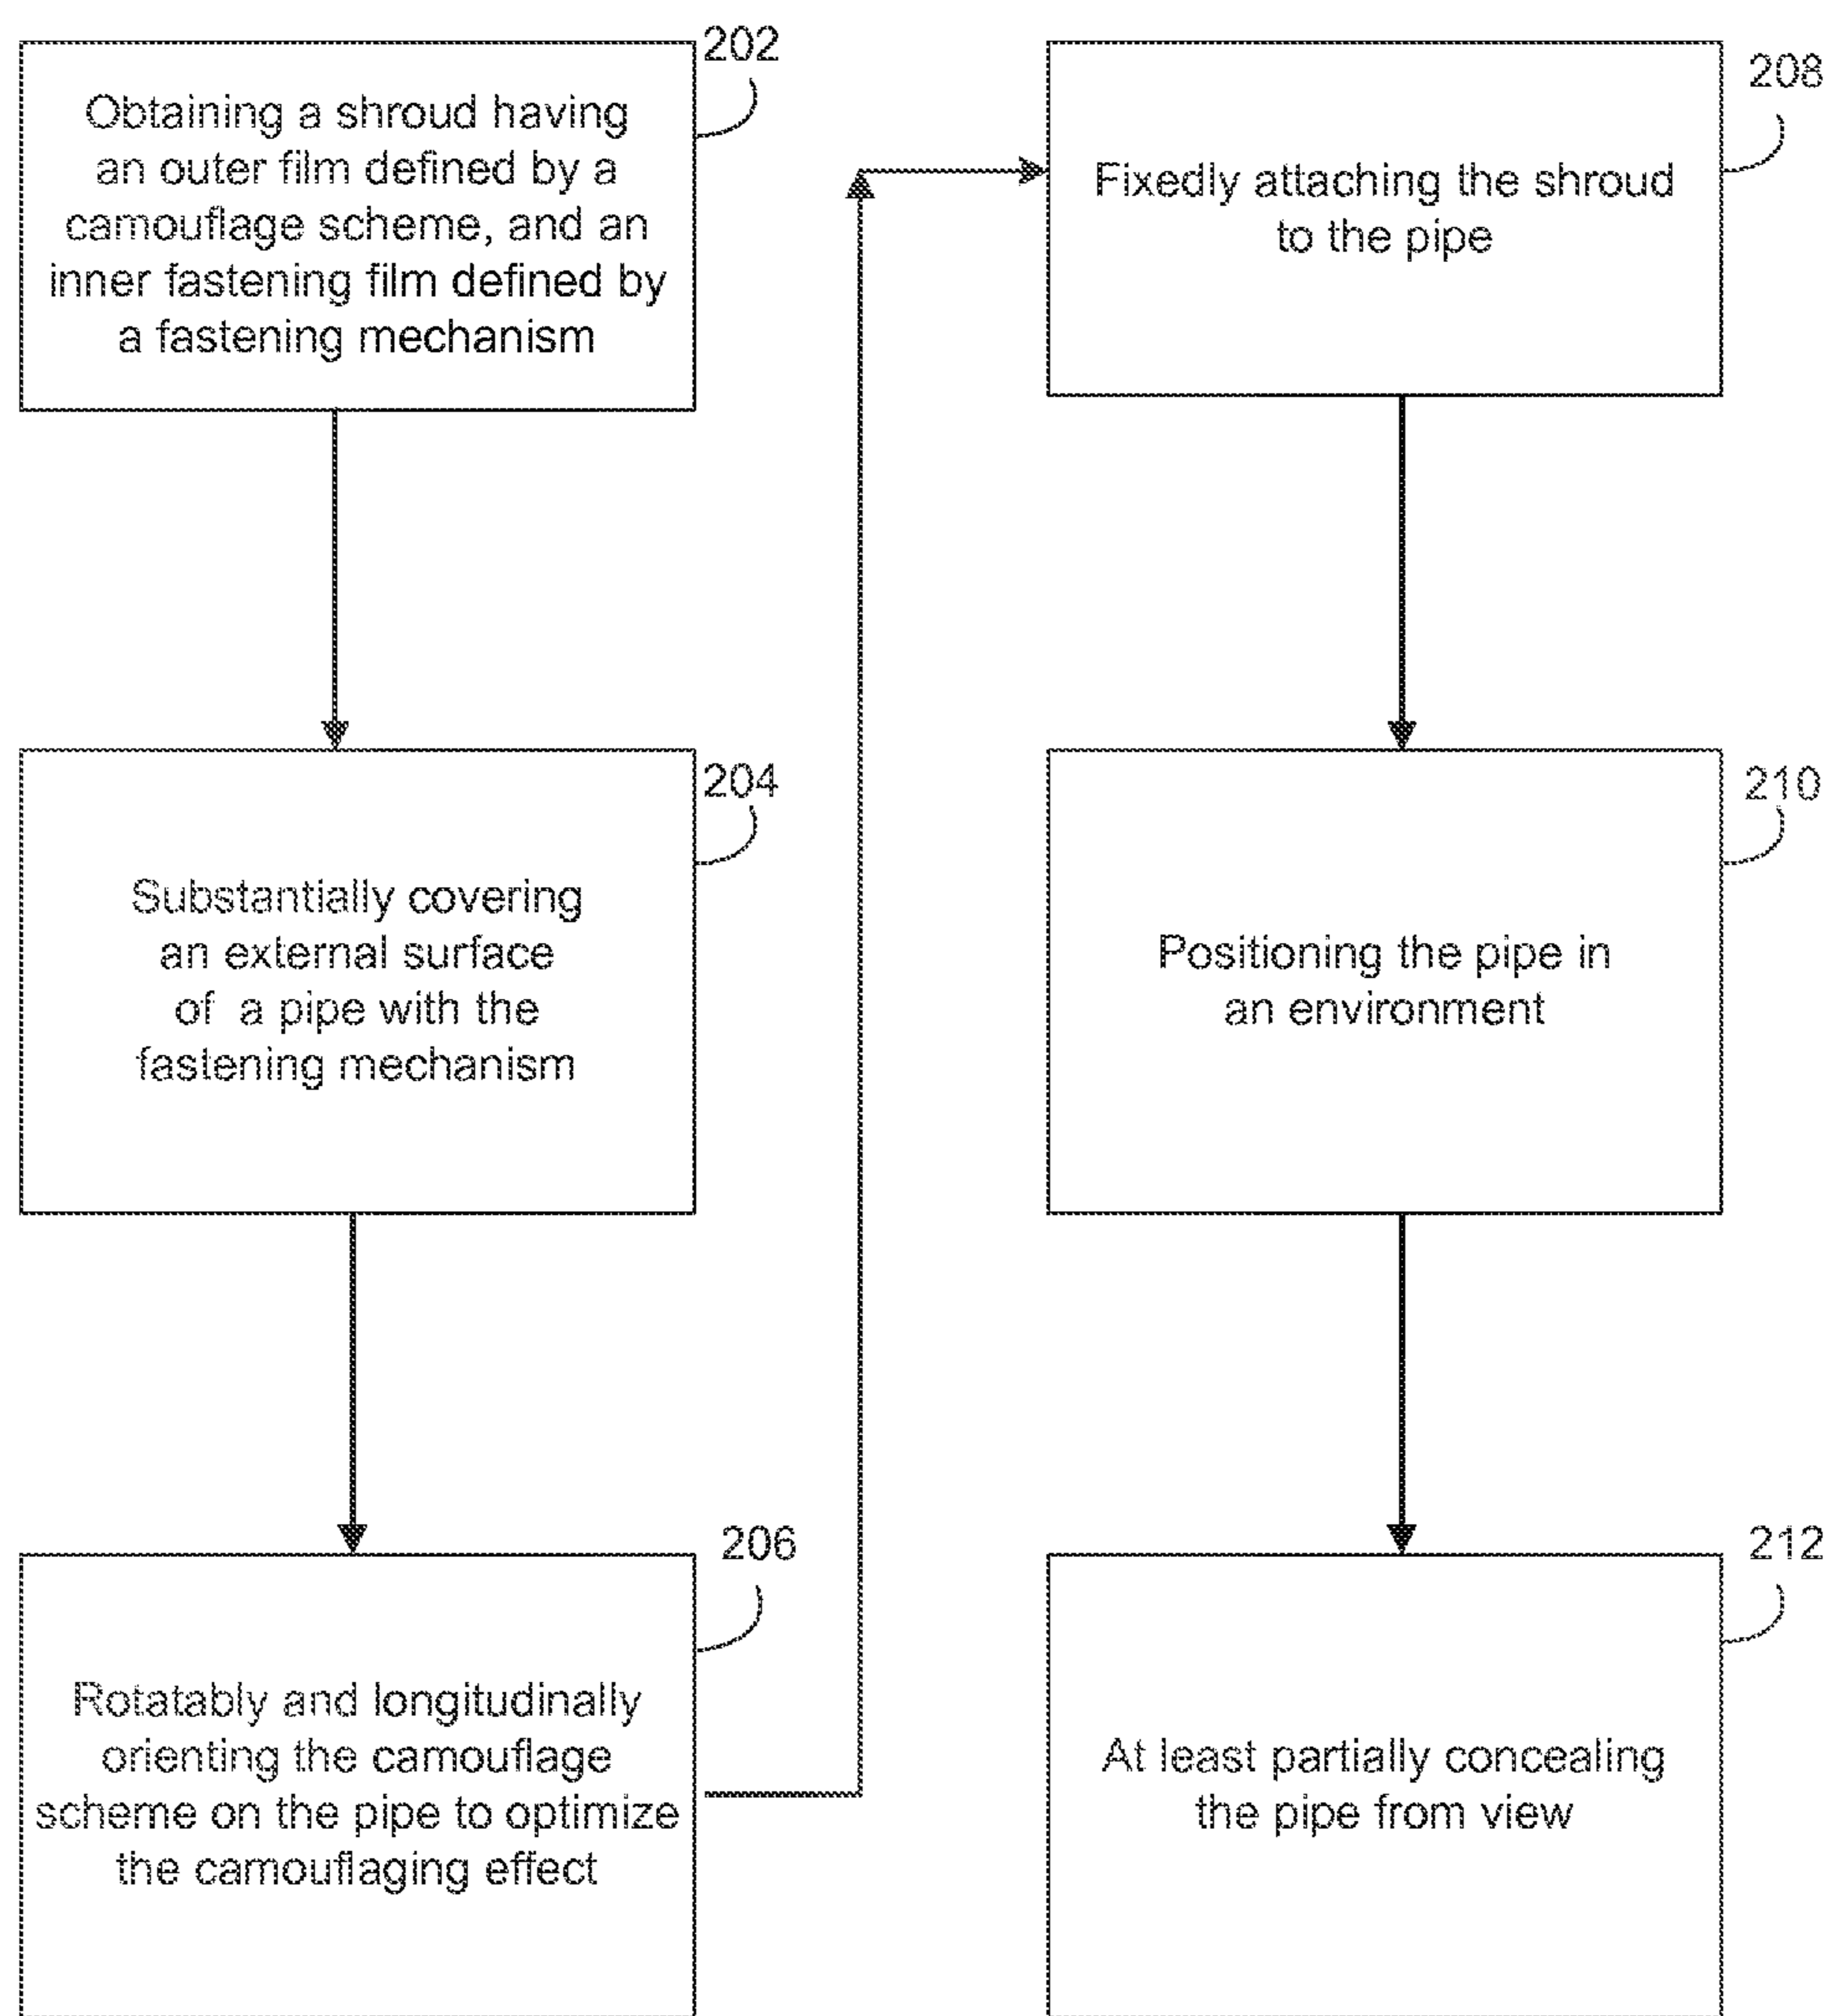 202
Obtaining a shroud having
an outer film defined by a
camouflage scheme, and an
inner fastening film defined by
a fastening mechanism
204
Substantially covering
an external surface
of a pipe with the
fastening mechanism
206
Rotatably and longitudinally
orienting the camouflage
scheme on the pipe to optimize
the camouflaging effect
208
Fixedly attaching the shroud
to the pipe
210
Positioning the pipe in
an environment
212
At least partially concealing
the pipe from view